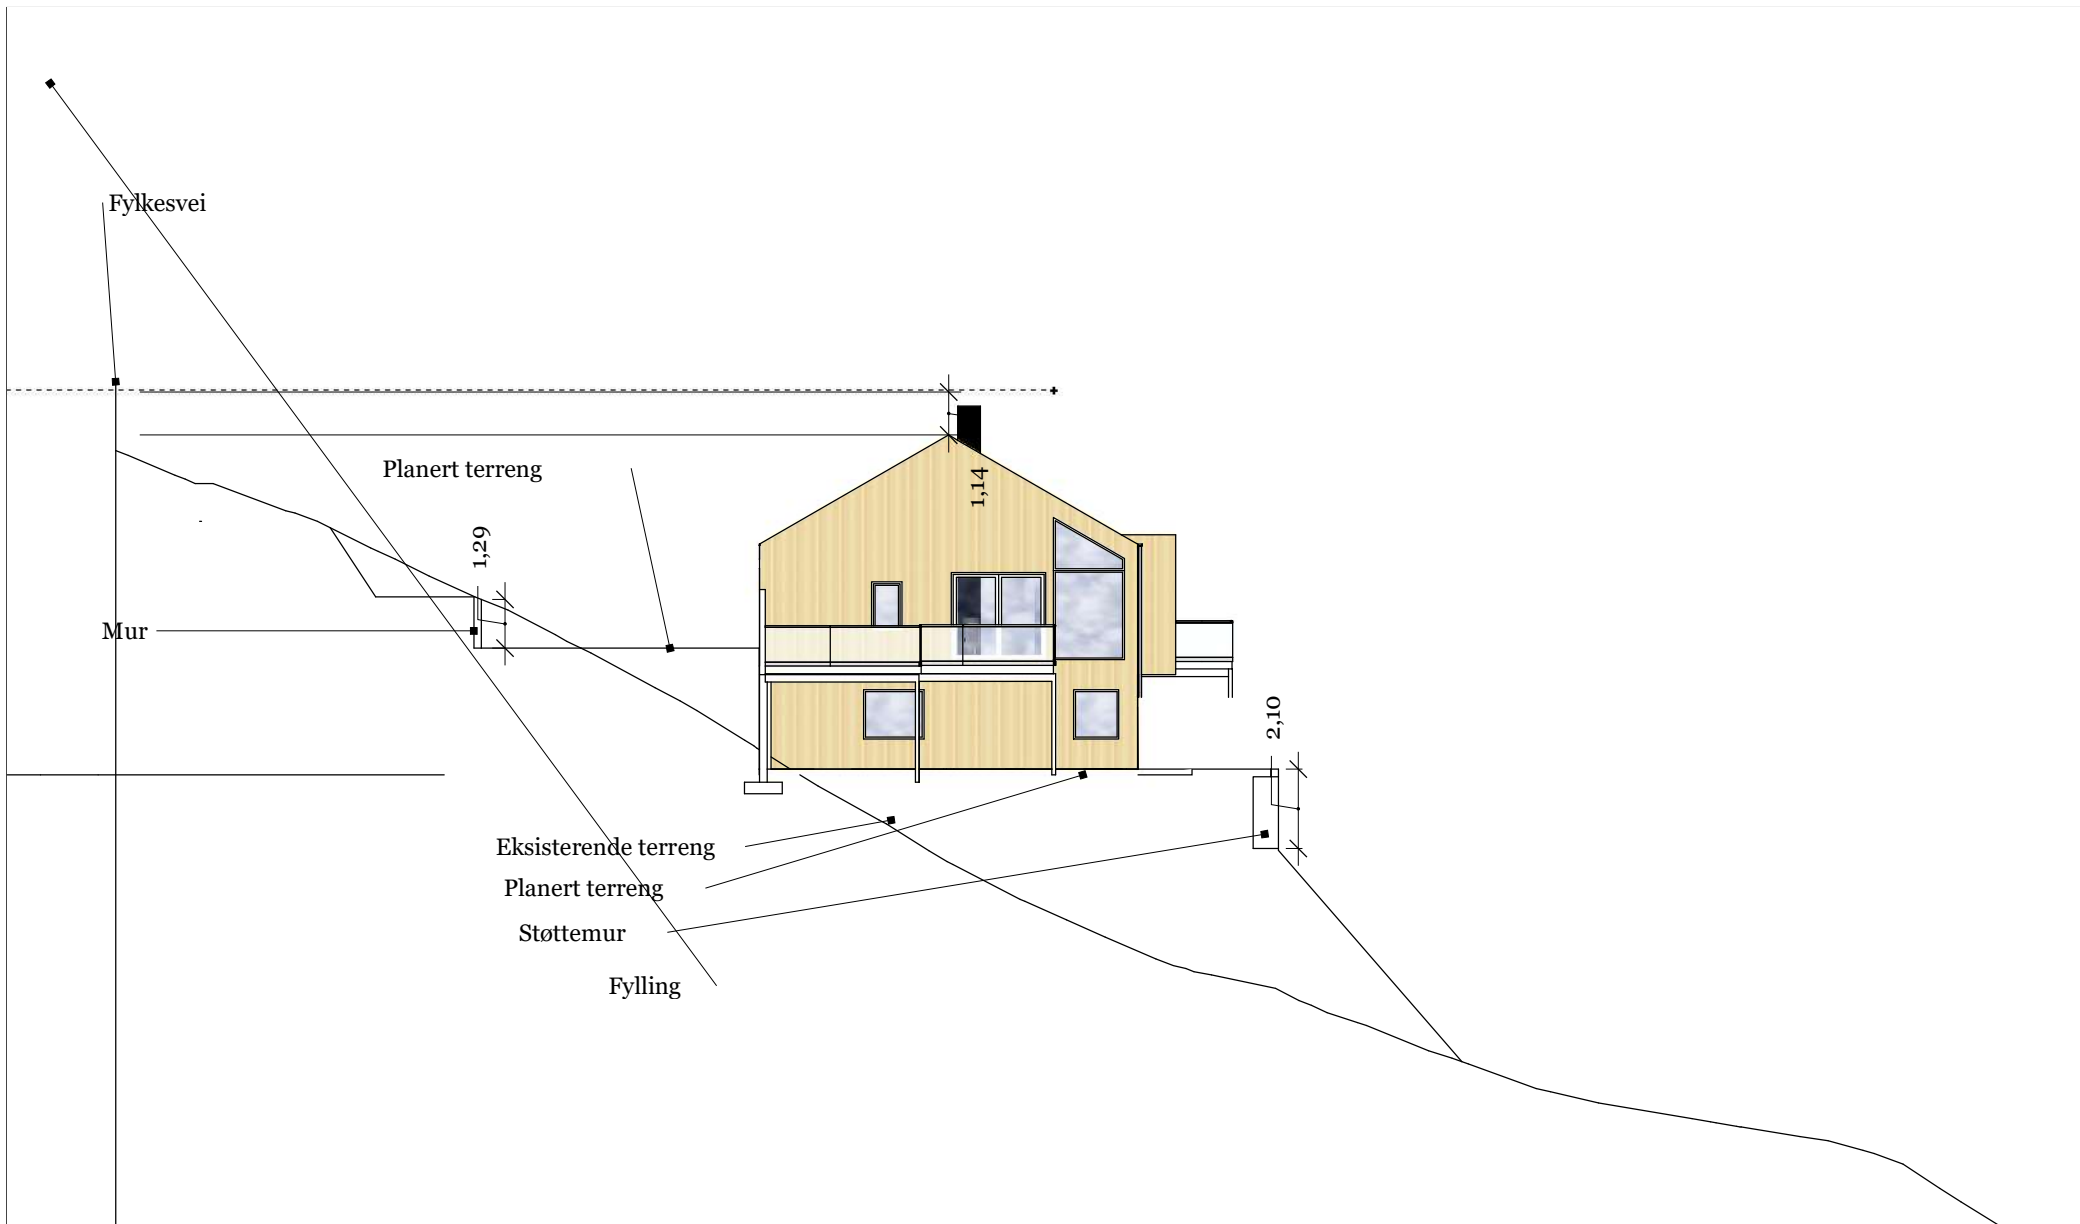 Fylkesvei
Planert terreng
1,14
1,29
Mur
2,10
Eksisterende terreng
Planert terreng
Støttemur
Fylling